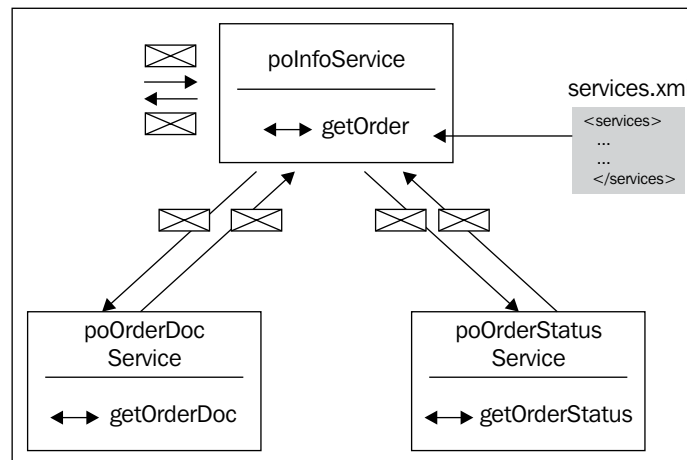 poInfoService
getOrder
services.xm
<services>
...
...
</services>
poOrderDoc
Service
getOrderDoc
poOrderStatus
Service
getOrderStatus